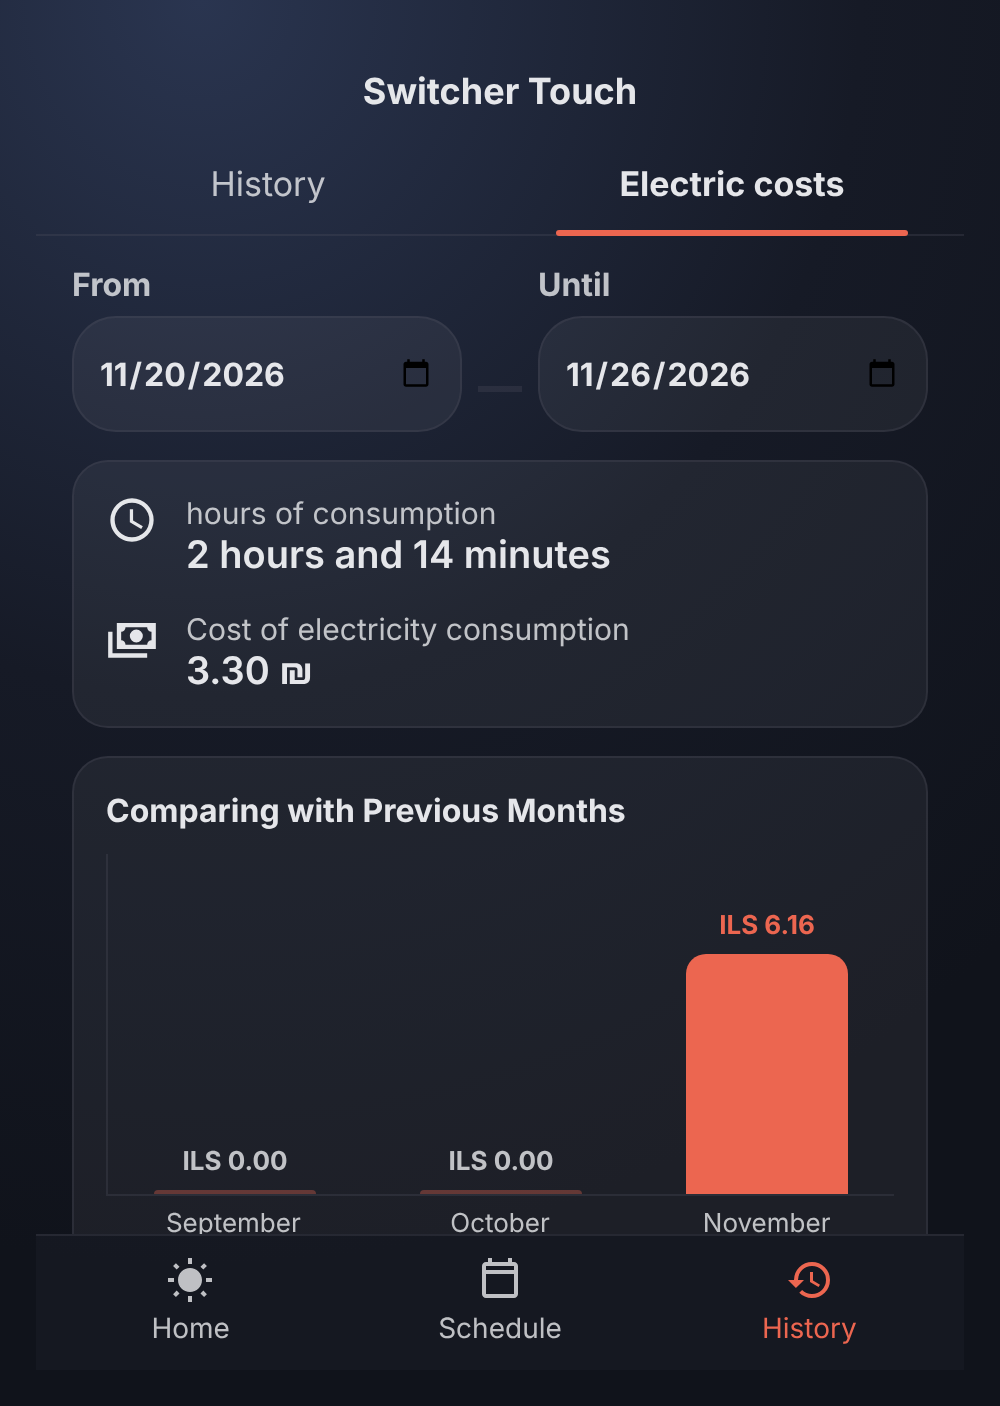 Switcher Touch
History
Electric costs
From
Until
11/20/2026
11/26/2026
hours of consumption
2 hours and 14 minutes
Cost of electricity consumption
3.30 ₪
Comparing with Previous Months
ILS 6.16
ILS 0.00
ILS 0.00
September
October
November
Home
Schedule
History